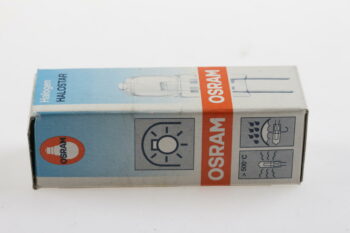 Halogen
HALOSTAR
OSRAM
OSRAM
OSRAM
> 500°C